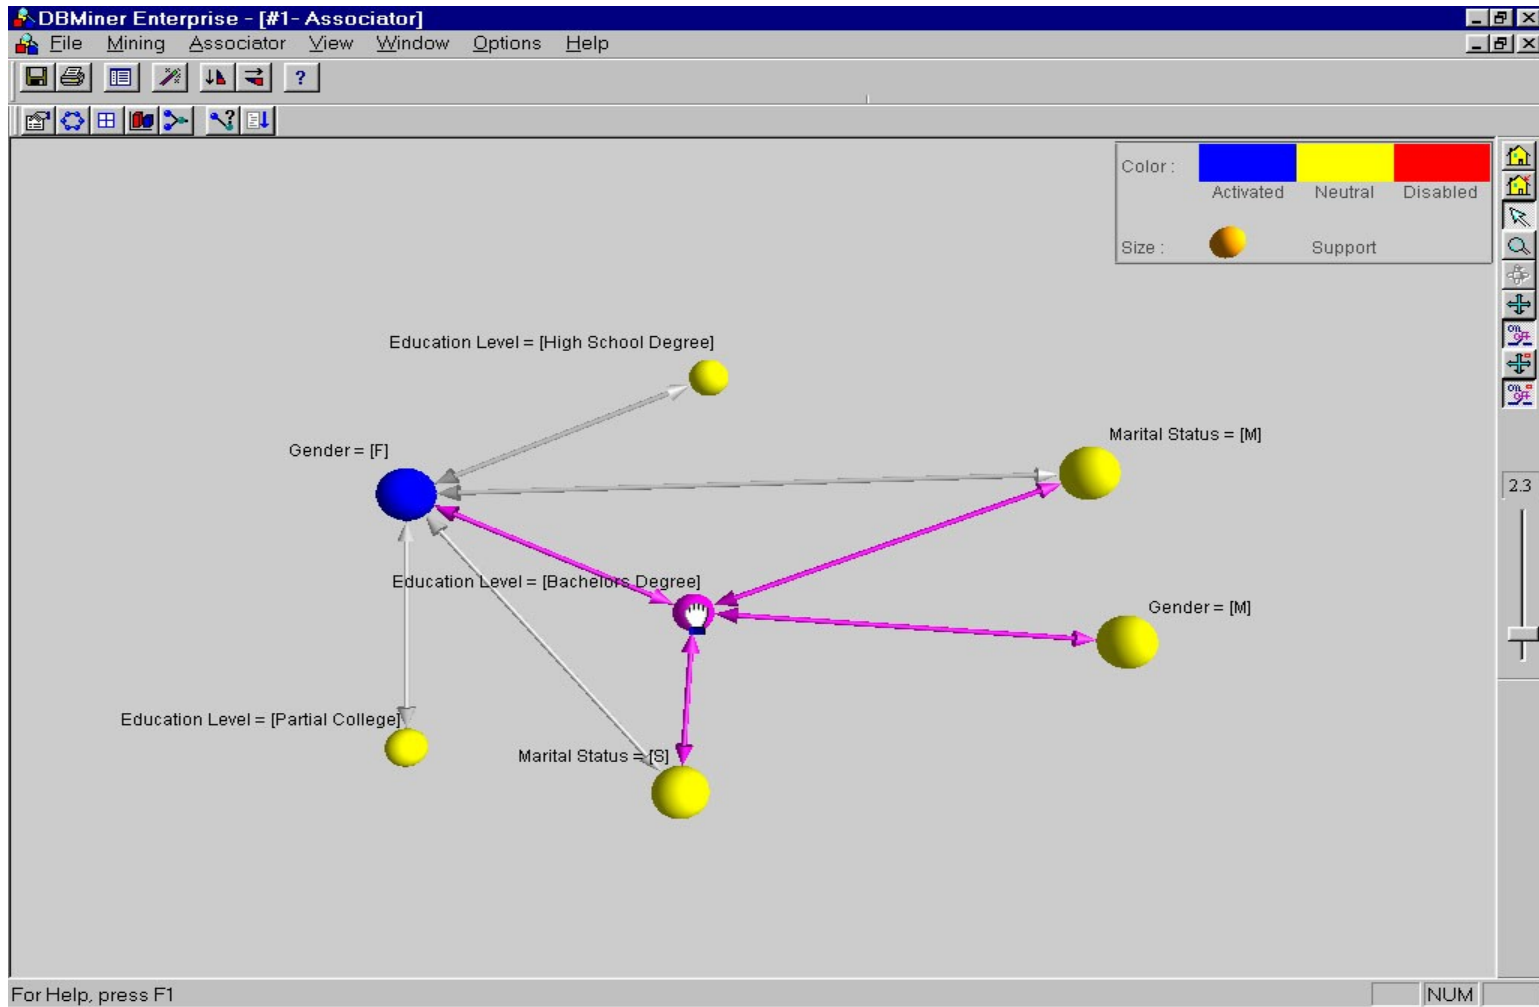 DBMiner Enterprise - [#1- Associator]
File Mining Associator View Window Options Help
Color :
Activated Neutral Disabled
Size : Support
Education Level = [High School Degree]
Marital Status = [M]
Gender = [F]
2.3
Education Level = [Bachelors Degree]
Gender = [M]
Education Level = [Partial College]
Marital Status = [S]
For Help, press F1 NUM